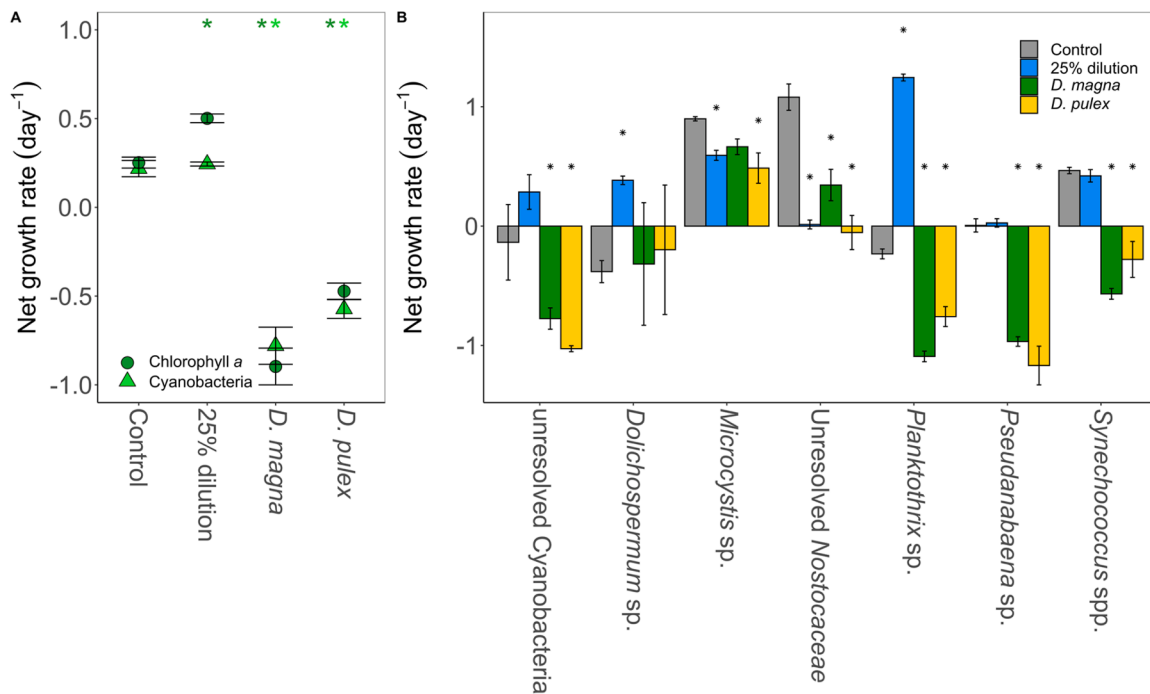 A
Net growth rate (day⁻¹)
1.0
0.5
0.0
-0.5
-1.0
* * * * *
Chlorophyll a
Cyanobacteria
Control
25% dilution
D. magna
D. pulex
B
Net growth rate (day⁻¹)
1
0
-1
Control
25% dilution
D. magna
D. pulex
* * * * * * * * * * * * * * *
unresolved Cyanobacteria
Dolichospermum sp.
Microcystis sp.
Unresolved Nostocaceae
Planktothrix sp.
Pseudanabaena sp.
Synechococcus spp.